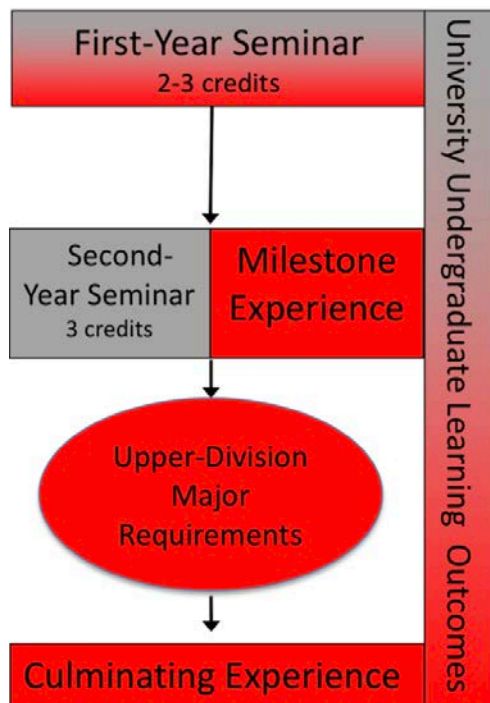 First-Year Seminar
2-3 credits
Second-
Year Seminar
3 credits
Milestone
Experience
Upper-Division
Major
Requirements
Culminating Experience
University Undergraduate Learning Outcomes